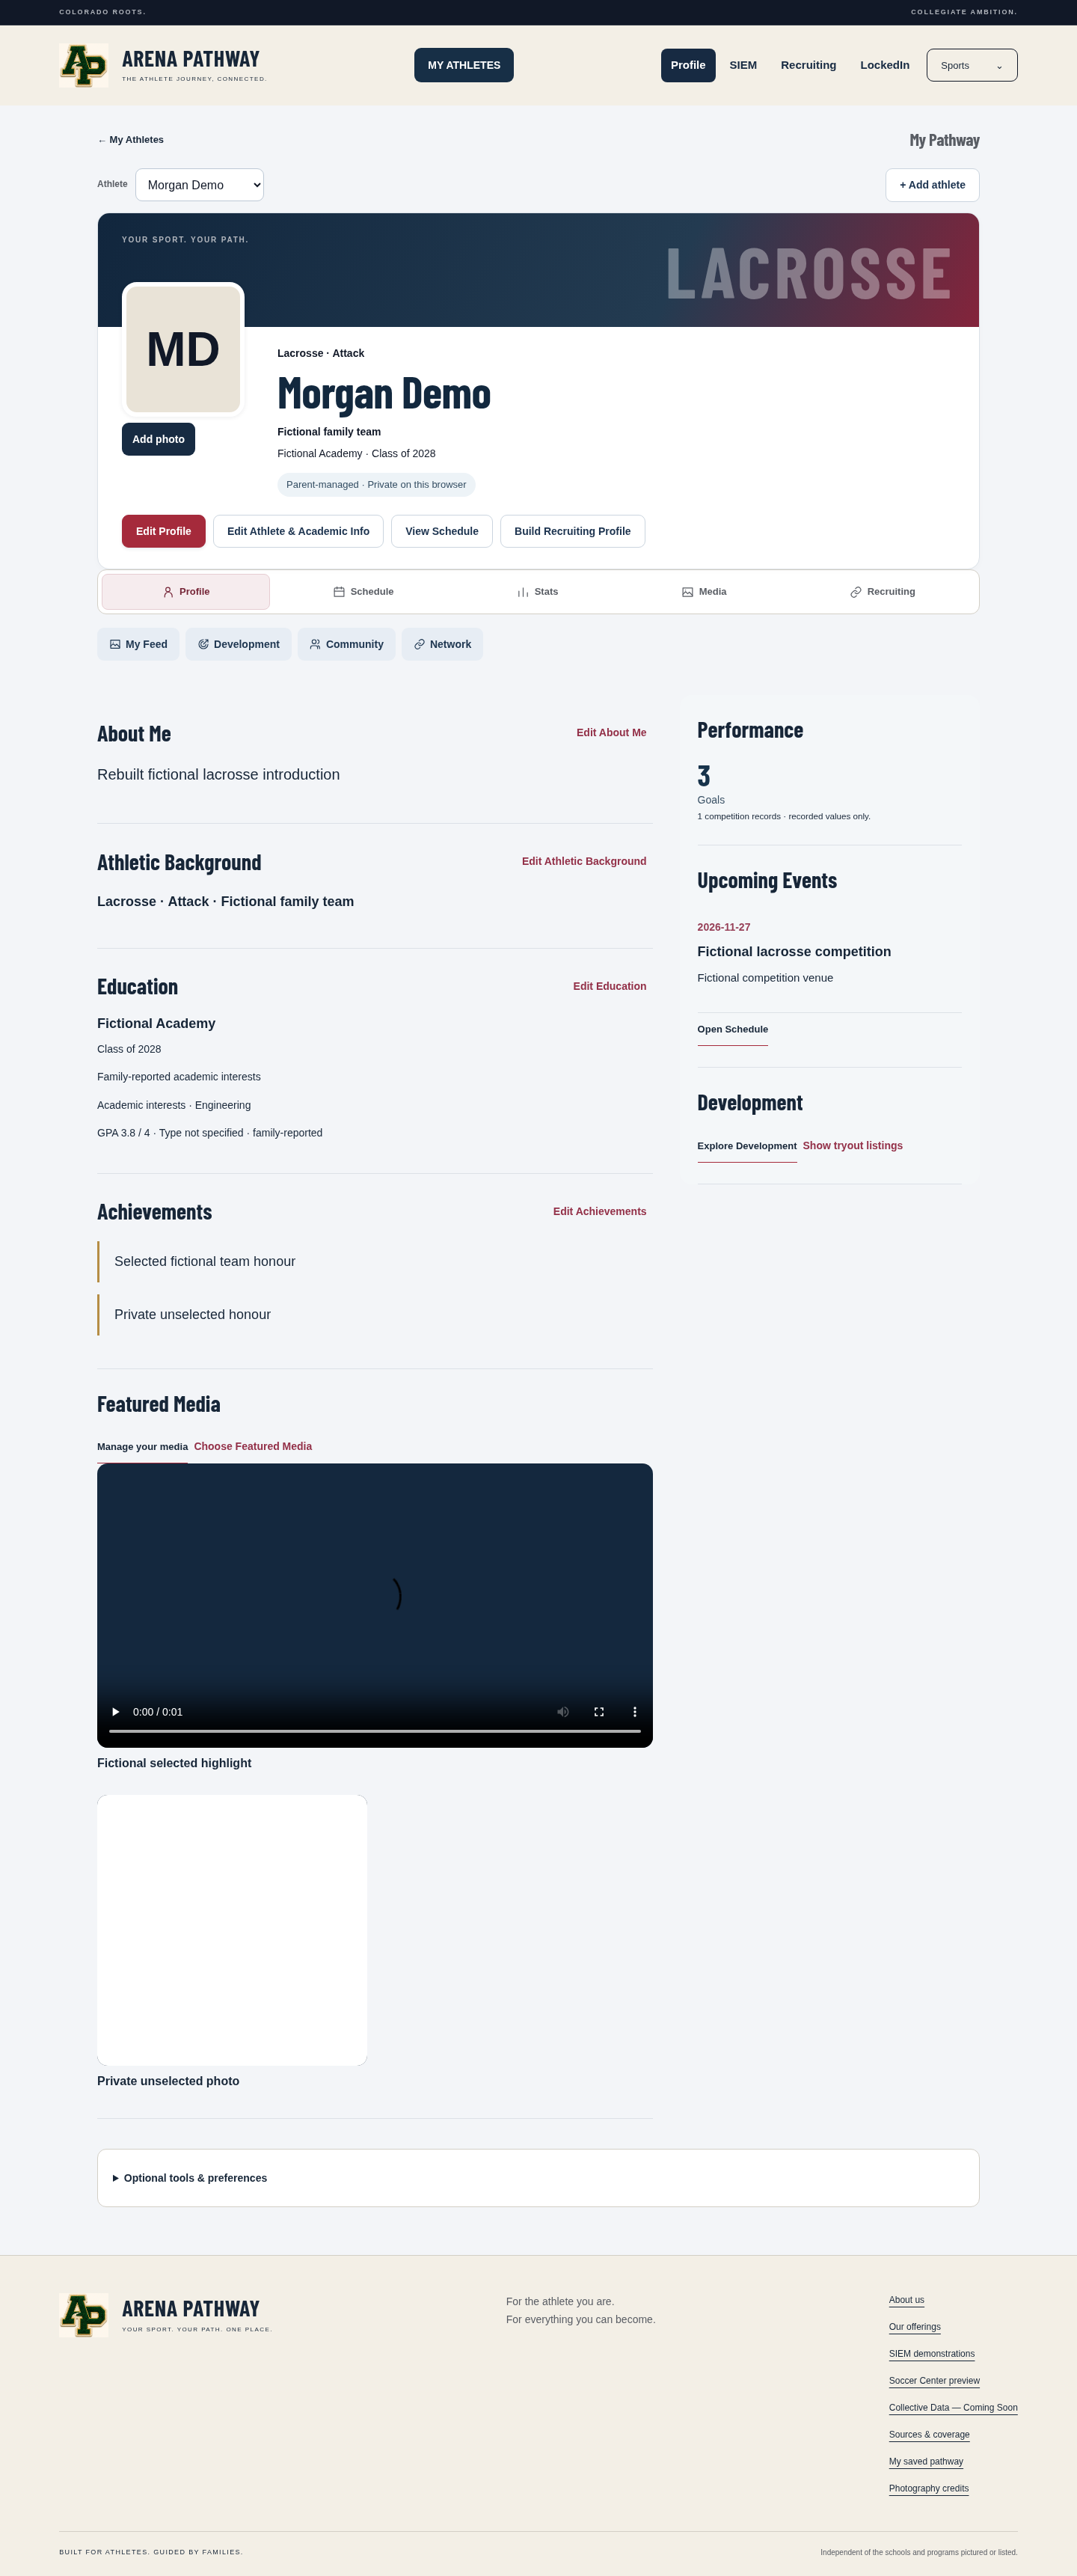 COLORADO ROOTS.
COLLEGIATE AMBITION.
AP
ARENA PATHWAY
THE ATHLETE JOURNEY, CONNECTED.
MY ATHLETES
Profile
SIEM
Recruiting
LockedIn
Sports
← My Athletes
My Pathway
Athlete
Morgan Demo
+ Add athlete
YOUR SPORT. YOUR PATH.
LACROSSE
MD
Lacrosse · Attack
Morgan Demo
Add photo
Fictional family team
Fictional Academy · Class of 2028
Parent-managed · Private on this browser
Edit Profile
Edit Athlete & Academic Info
View Schedule
Build Recruiting Profile
Profile
Schedule
Stats
Media
Recruiting
My Feed
Development
Community
Network
About Me
Edit About Me
Rebuilt fictional lacrosse introduction
Athletic Background
Edit Athletic Background
Lacrosse · Attack · Fictional family team
Education
Edit Education
Fictional Academy
Class of 2028
Family-reported academic interests
Academic interests · Engineering
GPA 3.8 / 4 · Type not specified · family-reported
Achievements
Edit Achievements
Selected fictional team honour
Private unselected honour
Featured Media
Manage your media
Choose Featured Media
0:00 / 0:01
Fictional selected highlight
Private unselected photo
Performance
3
Goals
1 competition records · recorded values only.
Upcoming Events
2026-11-27
Fictional lacrosse competition
Fictional competition venue
Open Schedule
Development
Explore Development
Show tryout listings
Optional tools & preferences
AP
ARENA PATHWAY
YOUR SPORT. YOUR PATH. ONE PLACE.
For the athlete you are.
For everything you can become.
About us
Our offerings
SIEM demonstrations
Soccer Center preview
Collective Data — Coming Soon
Sources & coverage
My saved pathway
Photography credits
BUILT FOR ATHLETES. GUIDED BY FAMILIES.
Independent of the schools and programs pictured or listed.